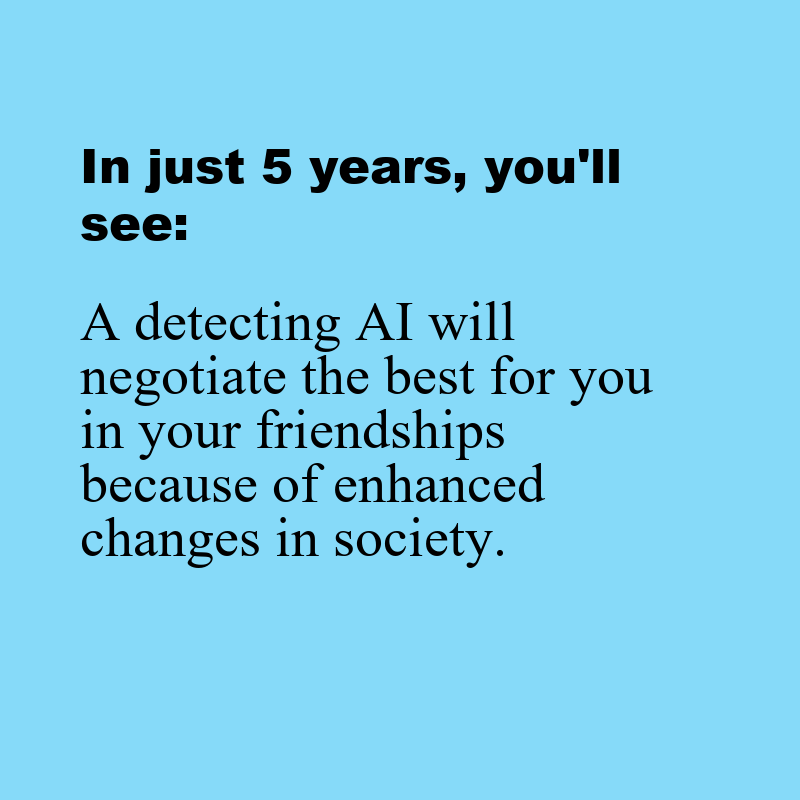 In just 5 years, you'll
see:
A detecting AI will
negotiate the best for you
in your friendships
because of enhanced
changes in society.